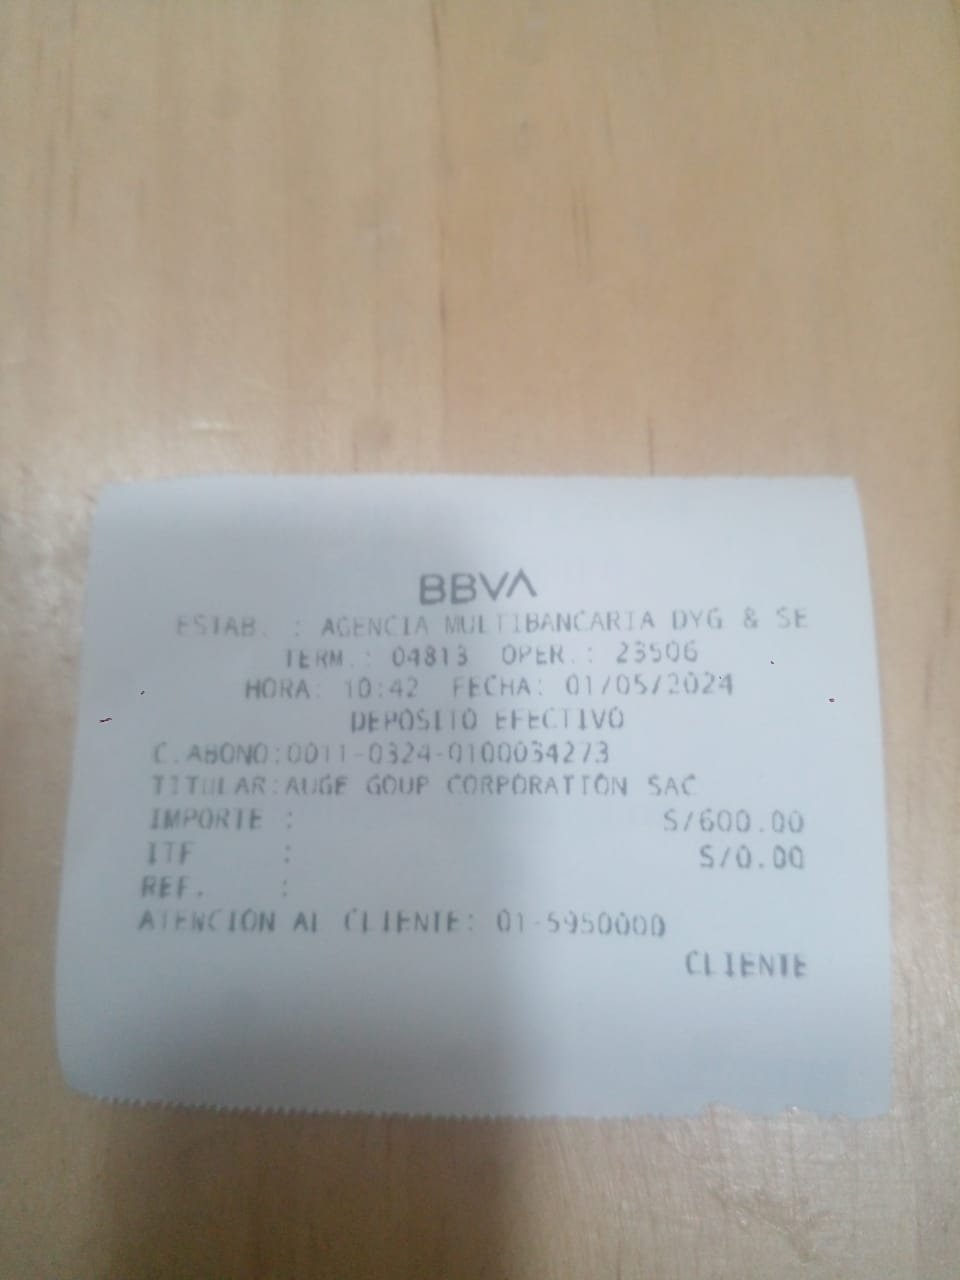 BBVA
ESTAB. : AGENCIA MULTIBANCARIA DYG & SE
TERM.: 04813 OPER.: 23506
HORA: 10:42 FECHA: 01/05/2024
DEPOSITO EFECTIVO
C.ABONO:0011-0324-0100034273
TITULAR:AUGE GOUP CORPORATION SAC
IMPORTE : S/600.00
ITF : S/0.00
REF. :
ATENCION AL CLIENTE: 01-5950000
CLIENTE